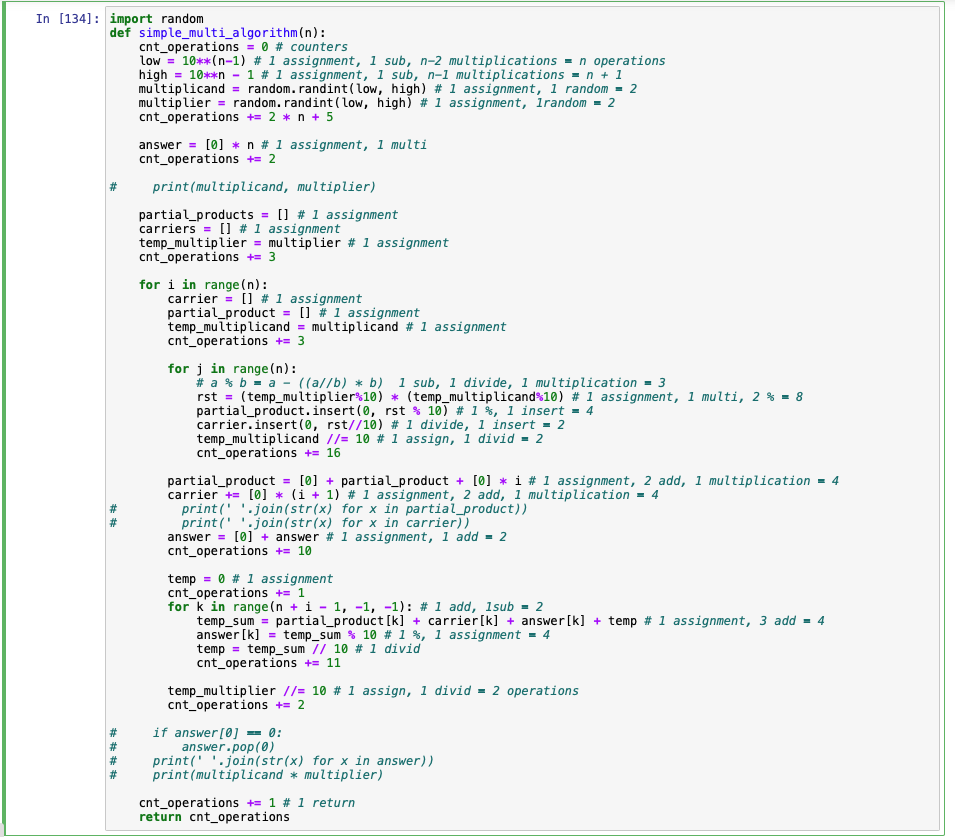 In [134]: import random
def simple_multi_algorithm(n):
    cnt_operations = 0 # counters
    low = 10**(n-1) # 1 assignment, 1 sub, n-2 multiplications = n operations
    high = 10**n - 1 # 1 assignment, 1 sub, n-1 multiplications = n + 1
    multiplicand = random.randint(low, high) # 1 assignment, 1 random = 2
    multiplier = random.randint(low, high) # 1 assignment, 1random = 2
    cnt_operations += 2 * n + 5

    answer = [0] * n # 1 assignment, 1 multi
    cnt_operations += 2

#     print(multiplicand, multiplier)

    partial_products = [] # 1 assignment
    carriers = [] # 1 assignment
    temp_multiplier = multiplier # 1 assignment
    cnt_operations += 3

    for i in range(n):
        carrier = [] # 1 assignment
        partial_product = [] # 1 assignment
        temp_multiplicand = multiplicand # 1 assignment
        cnt_operations += 3

        for j in range(n):
            # a % b = a - ((a//b) * b)  1 sub, 1 divide, 1 multiplication = 3
            rst = (temp_multiplier%10) * (temp_multiplicand%10) # 1 assignment, 1 multi, 2 % = 8
            partial_product.insert(0, rst % 10) # 1 %, 1 insert = 4
            carrier.insert(0, rst//10) # 1 divide, 1 insert = 2
            temp_multiplicand //= 10 # 1 assign, 1 divid = 2
            cnt_operations += 16

        partial_product = [0] + partial_product + [0] * i # 1 assignment, 2 add, 1 multiplication = 4
        carrier += [0] * (i + 1) # 1 assignment, 2 add, 1 multiplication = 4
#         print(' '.join(str(x) for x in partial_product))
#         print(' '.join(str(x) for x in carrier))
        answer = [0] + answer # 1 assignment, 1 add = 2
        cnt_operations += 10

        temp = 0 # 1 assignment
        cnt_operations += 1
        for k in range(n + i - 1, -1, -1): # 1 add, 1sub = 2
            temp_sum = partial_product[k] + carrier[k] + answer[k] + temp # 1 assignment, 3 add = 4
            answer[k] = temp_sum % 10 # 1 %, 1 assignment = 4
            temp = temp_sum // 10 # 1 divid
            cnt_operations += 11

        temp_multiplier //= 10 # 1 assign, 1 divid = 2 operations
        cnt_operations += 2

#     if answer[0] == 0:
#         answer.pop(0)
#     print(' '.join(str(x) for x in answer))
#     print(multiplicand * multiplier)

    cnt_operations += 1 # 1 return
    return cnt_operations